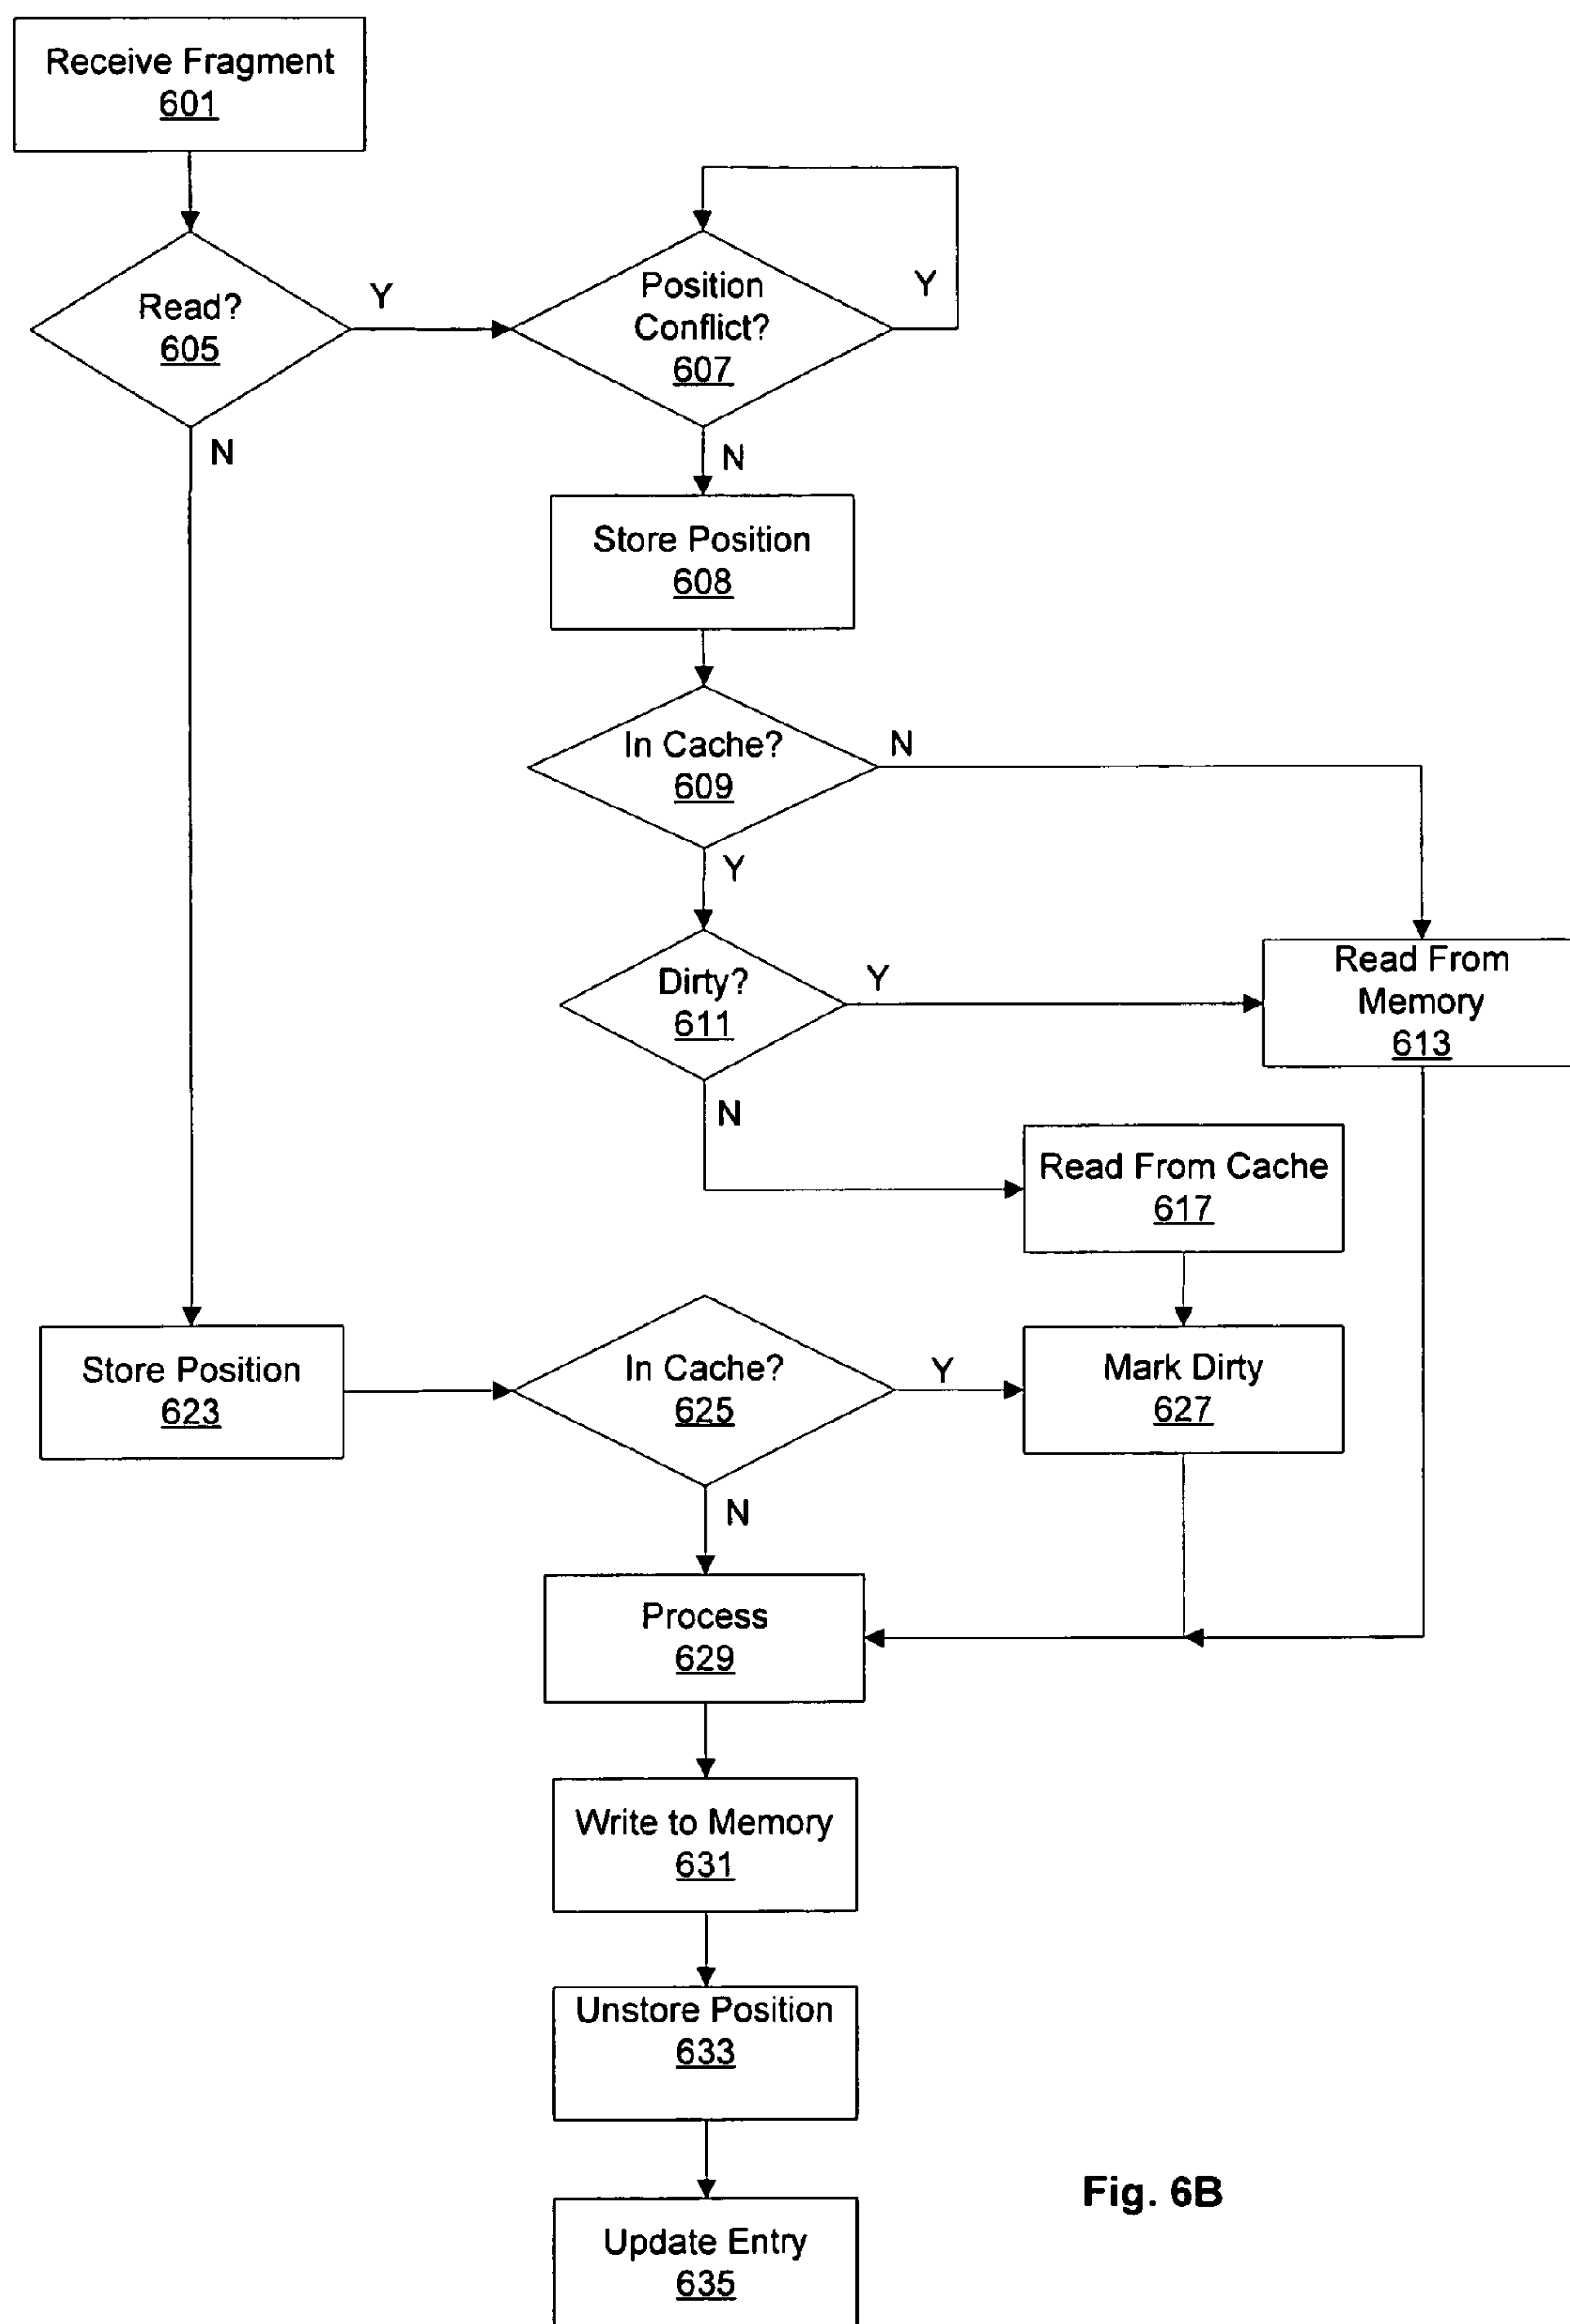 Receive Fragment
601
Read?
605
Y
N
Position
Conflict?
607
Y
N
Store Position
608
In Cache?
609
N
Y
Dirty?
611
Y
N
Read From
Memory
613
Read From Cache
617
Store Position
623
In Cache?
625
Y
N
Mark Dirty
627
Process
629
Write to Memory
631
Unstore Position
633
Update Entry
635
Fig. 6B